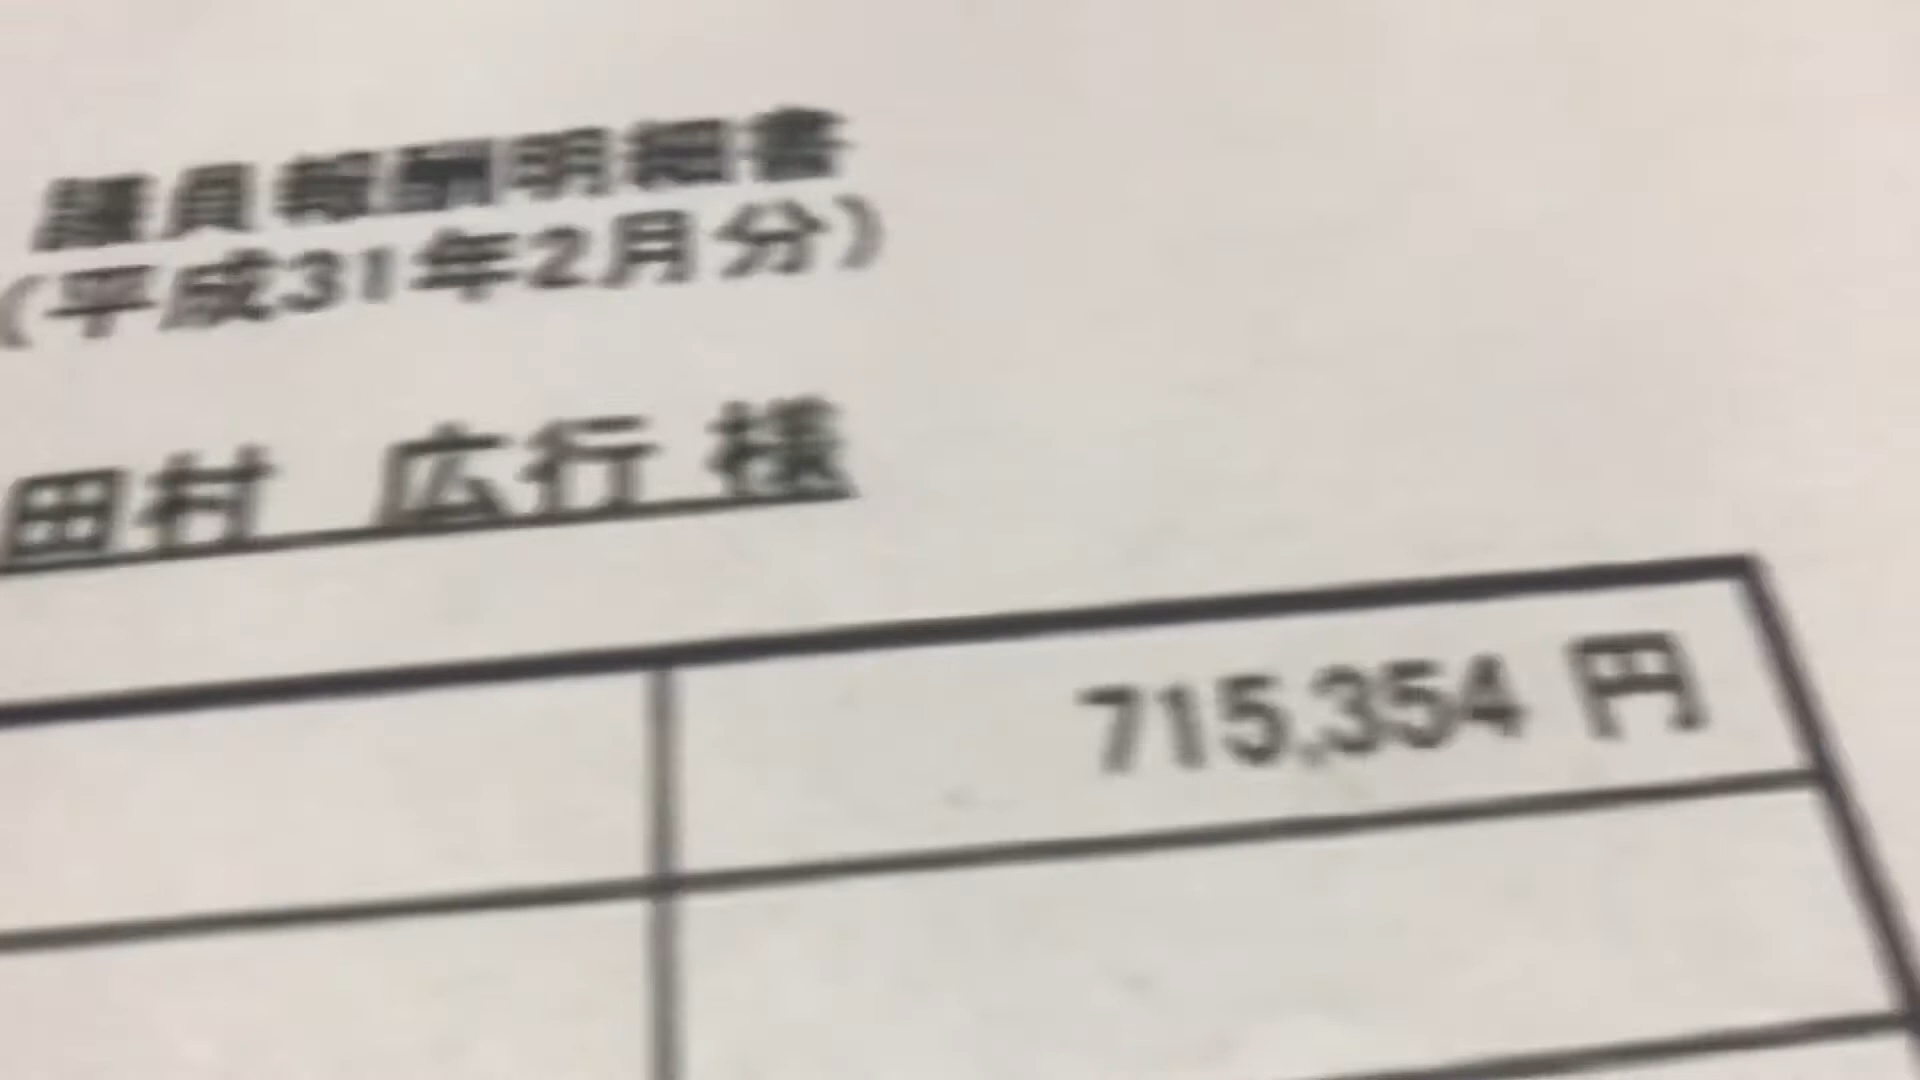 議員報酬明細書
（平成31年2月分）
田村 広行 様
715,354 円